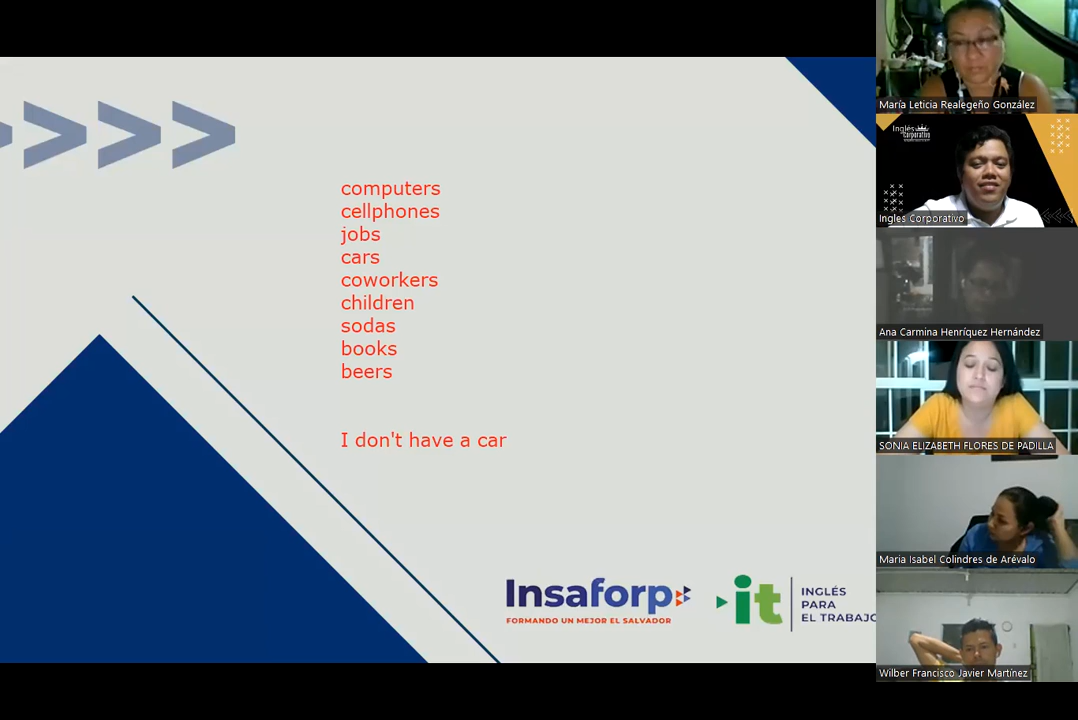 computers
cellphones
jobs
cars
coworkers
children
sodas
books
beers
I don't have a car
Insaforp
FORMANDO UN MEJOR EL SALVADOR
it
INGLÉS
PARA
EL TRABAJO
María Leticia Realegeño González
Inglés
Corporativo
Ingles Corporativo
Ana Carmina Henríquez Hernández
SONIA ELIZABETH FLORES DE PADILLA
Maria Isabel Colindres de Arévalo
Wilber Francisco Javier Martínez